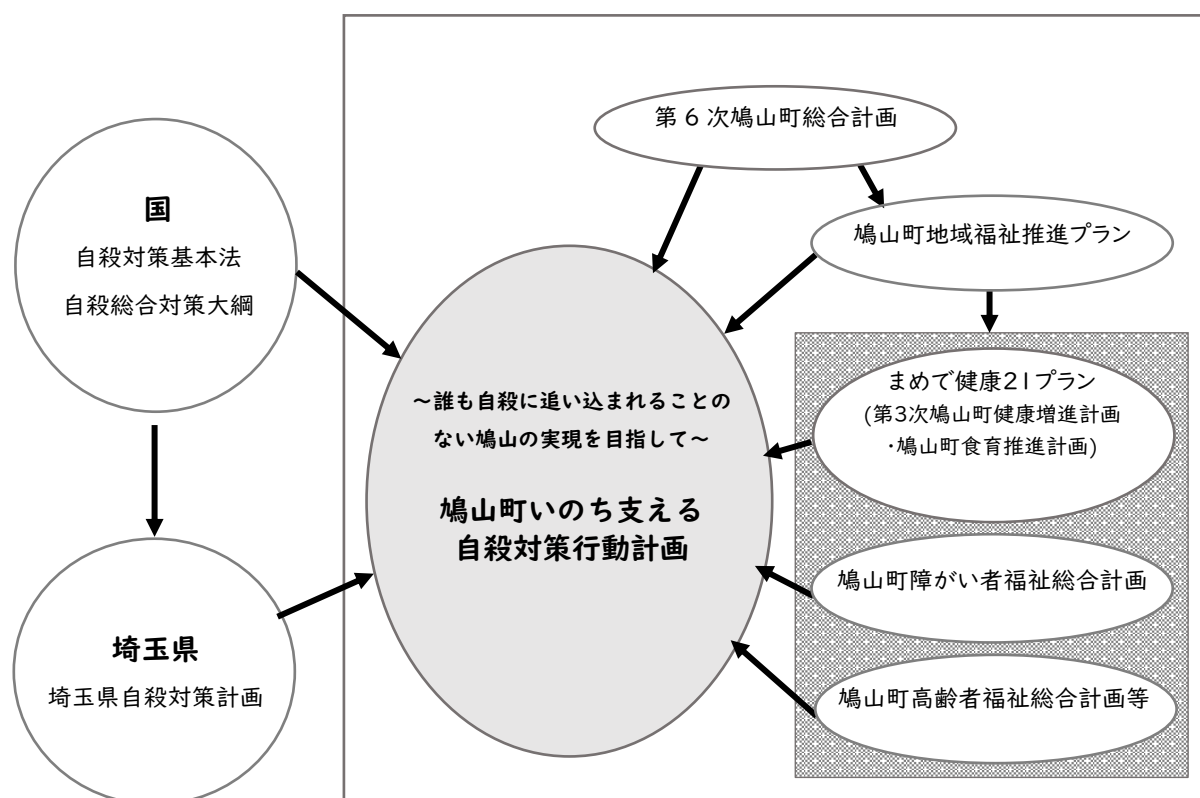 国
自殺対策基本法
自殺総合対策大綱
埼玉県
埼玉県自殺対策計画
～誰も自殺に追い込まれることの
ない鳩山の実現を目指して～
鳩山町いのち支える
自殺対策行動計画
第6次鳩山町総合計画
鳩山町地域福祉推進プラン
まめで健康21プラン
(第3次鳩山町健康増進計画
・鳩山町食育推進計画)
鳩山町障がい者福祉総合計画
鳩山町高齢者福祉総合計画等